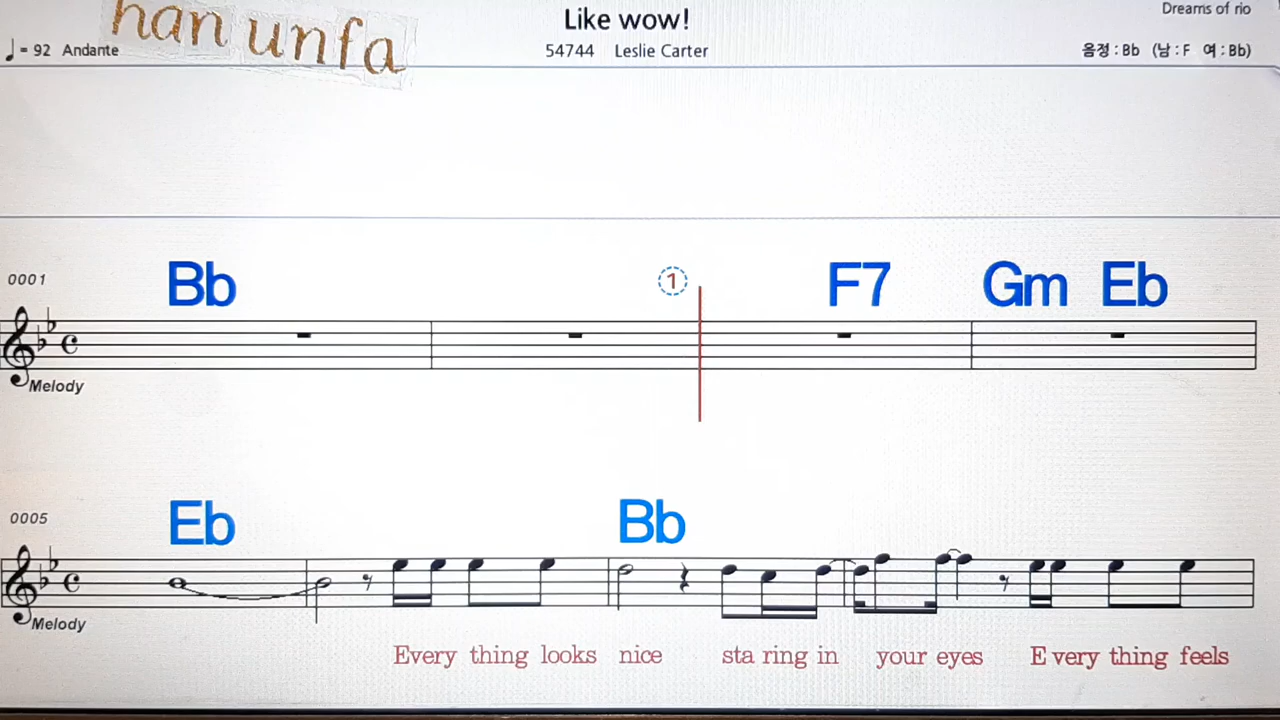 han unfa
Like wow!
Dreams of rio
= 92 Andante
54744 Leslie Carter
음정 : Bb (남 : F 여 : Bb)
0001
Bb
1
F7
Gm
Eb
Melody
0005
Eb
Bb
Melody
Every thing looks nice sta ring in your eyes E very thing feels